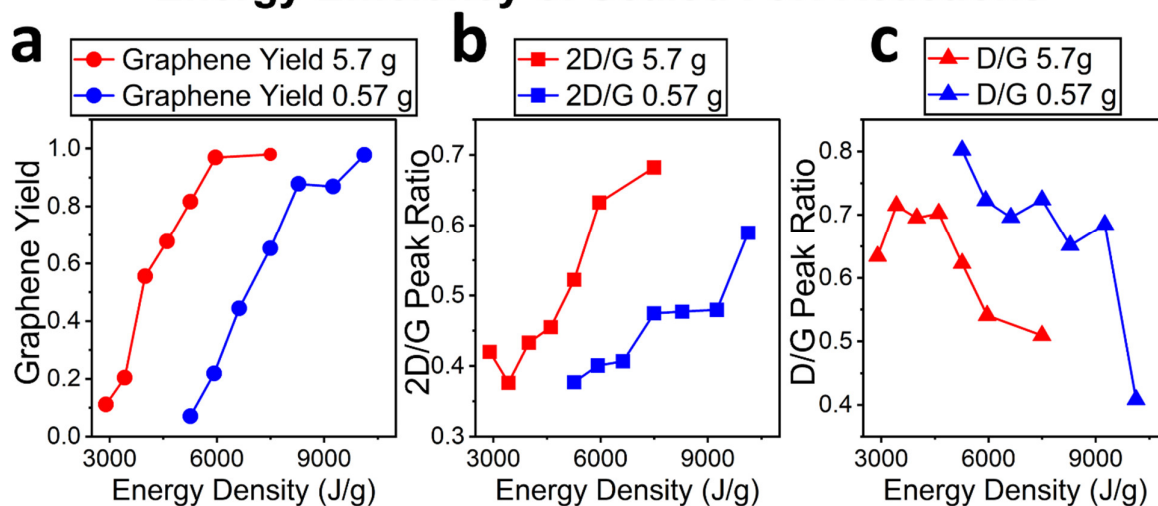 a
Graphene Yield 5.7 g
Graphene Yield 0.57 g
Graphene Yield
1.0
0.8
0.6
0.4
0.2
0.0
3000 6000 9000
Energy Density (J/g)
b
2D/G 5.7 g
2D/G 0.57 g
2D/G Peak Ratio
0.7
0.6
0.5
0.4
0.3
3000 6000 9000
Energy Density (J/g)
c
D/G 5.7g
D/G 0.57 g
D/G Peak Ratio
0.8
0.7
0.6
0.5
0.4
3000 6000 9000
Energy Density (J/g)